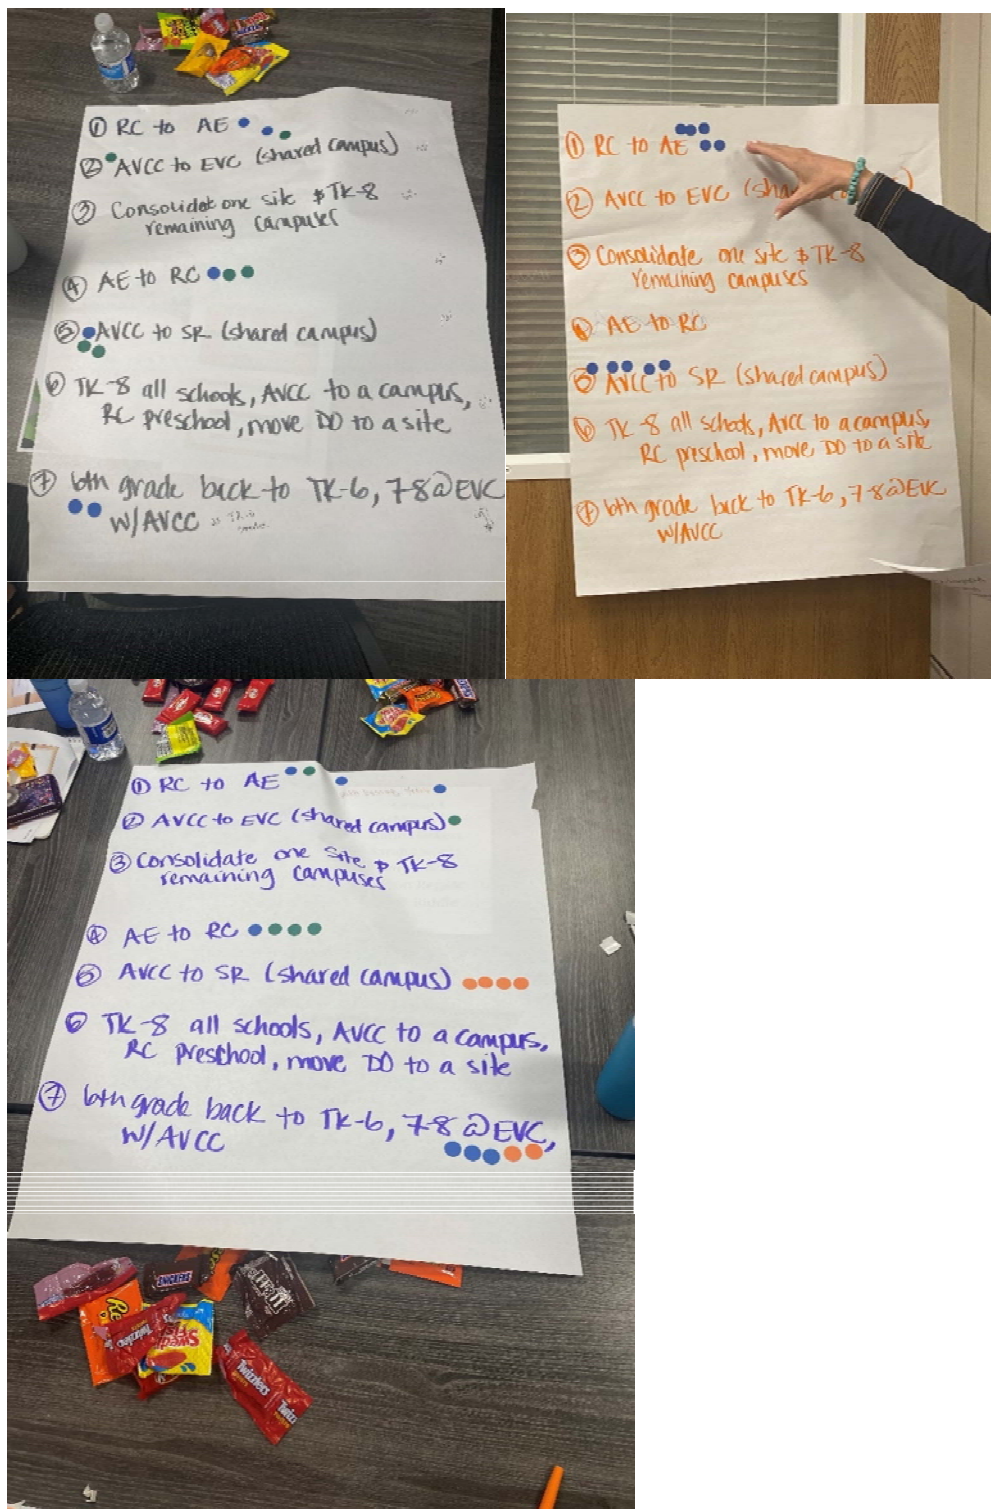 ① RC to AE
② AVCC to EVC (shared campus)
③ Consolidate one site & TK-8
remaining campuses
④ AE to RC
⑤ AVCC to SR (shared campus)
⑥ TK-8 all schools, AVCC to a campus,
RC preschool, move DO to a site
⑦ 6th grade back to TK-6, 7-8@EVC
W/AVCC
① RC to AE
② AVCC to EVC (sha
③ Consolidate one site & TK-8
remaining campuses
④ AE to RC
⑤ AVCC to SR (shared campus)
⑥ TK-8 all schools, AVCC to a campus,
RC preschool, move DO to a site
⑦ 6th grade back to TK-6, 7-8@EVC
W/AVCC
① RC to AE
② AVCC to EVC (shared campus)
③ Consolidate one site & TK-8
remaining campuses
④ AE to RC
⑤ AVCC to SR (shared campus)
⑥ TK-8 all schools, AVCC to a campus,
RC preschool, move DO to a site
⑦ 6th grade back to TK-6, 7-8@EVC,
W/AVCC
SNICKERS
m&m's
Twizzlers
Twizzlers